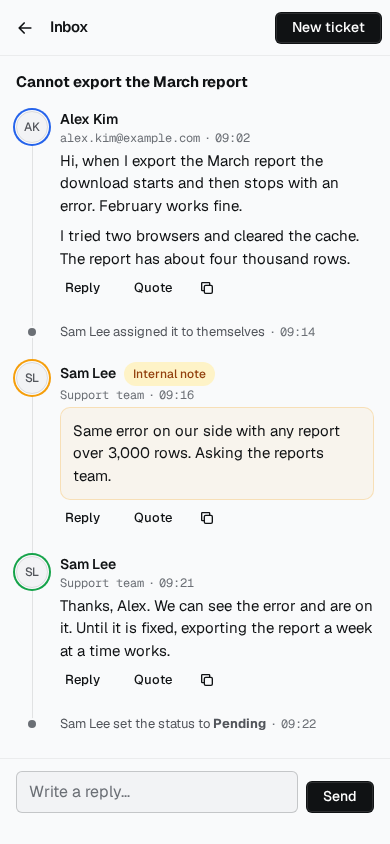 Inbox
New ticket
Cannot export the March report
AK
Alex Kim
alex.kim@example.com · 09:02
Hi, when I export the March report the
download starts and then stops with an
error. February works fine.
I tried two browsers and cleared the cache.
The report has about four thousand rows.
Reply
Quote
Sam Lee assigned it to themselves · 09:14
SL
Sam Lee
Internal note
Support team · 09:16
Same error on our side with any report
over 3,000 rows. Asking the reports
team.
Reply
Quote
SL
Sam Lee
Support team · 09:21
Thanks, Alex. We can see the error and are on
it. Until it is fixed, exporting the report a week
at a time works.
Reply
Quote
Sam Lee set the status to Pending · 09:22
Write a reply...
Send